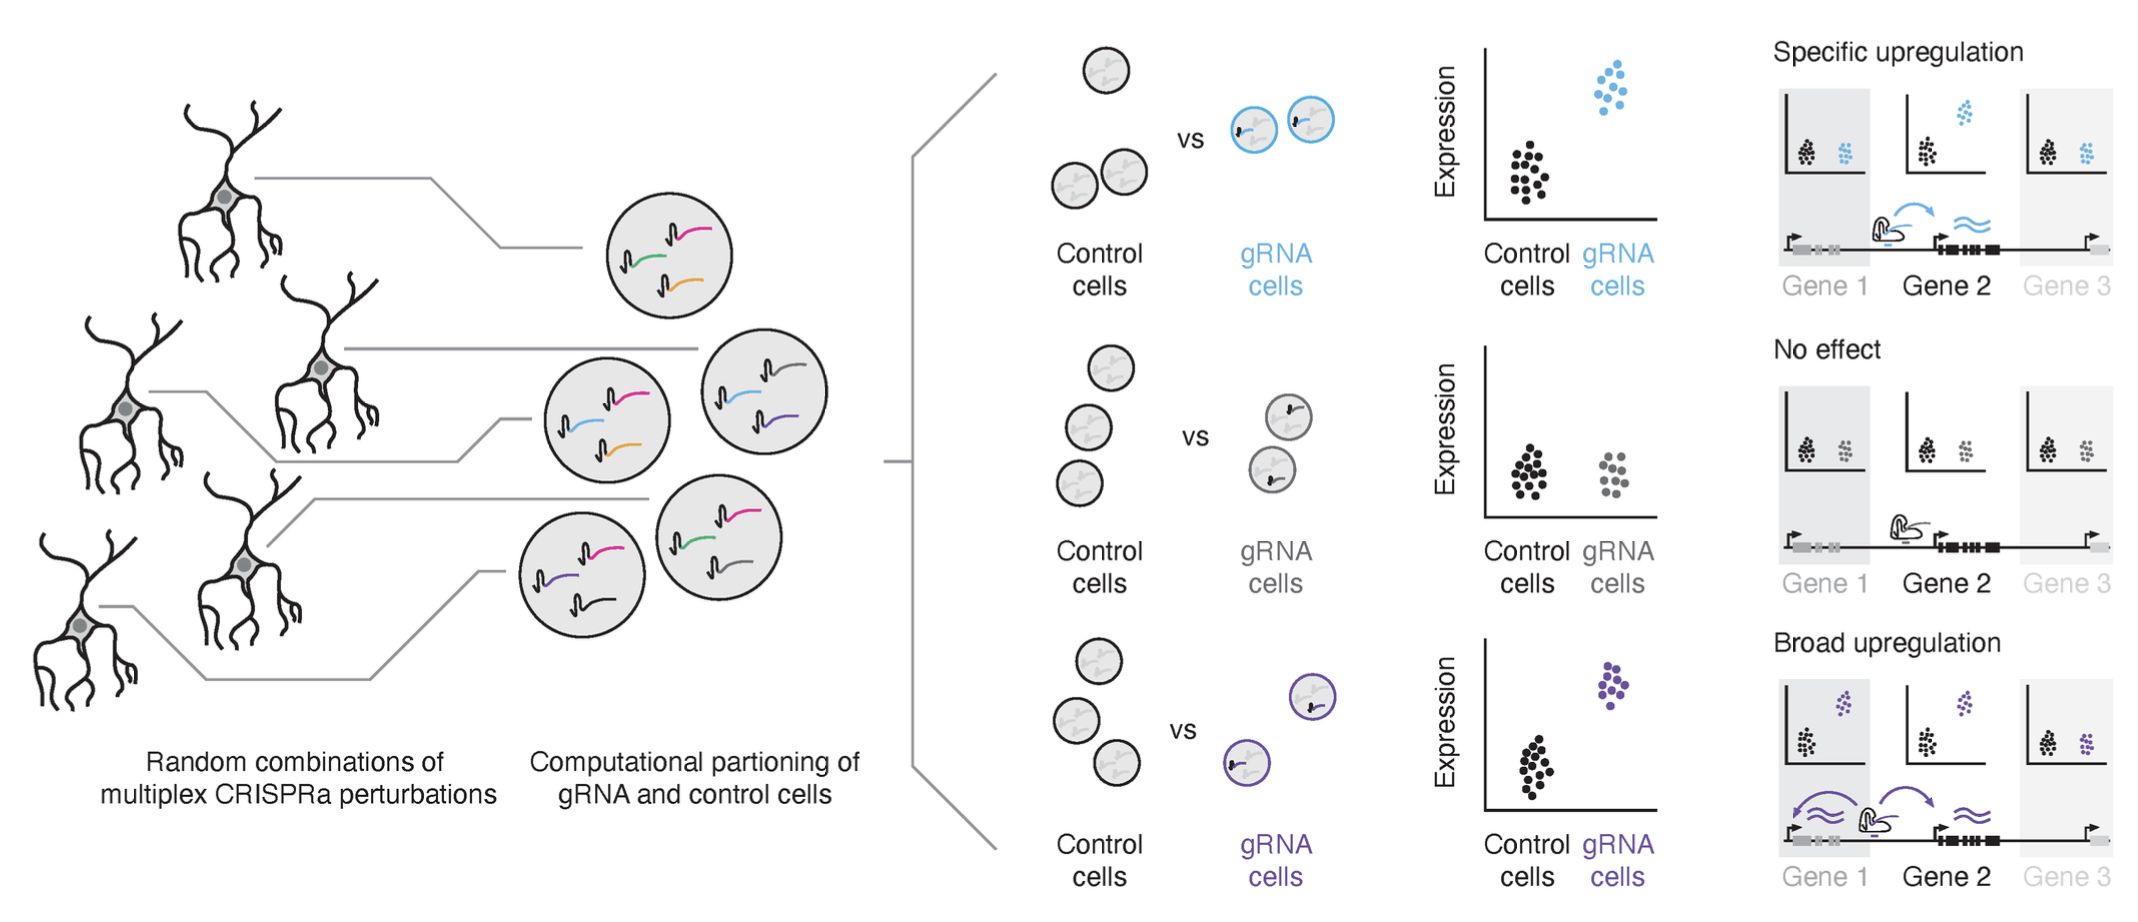 Random combinations of
multiplex CRISPRa perturbations
Computational partioning of
gRNA and control cells
vs
Control
cells
gRNA
cells
Expression
Control
cells
gRNA
cells
Specific upregulation
Gene 1
Gene 2
Gene 3
vs
Control
cells
gRNA
cells
Expression
Control
cells
gRNA
cells
No effect
Gene 1
Gene 2
Gene 3
vs
Control
cells
gRNA
cells
Expression
Control
cells
gRNA
cells
Broad upregulation
Gene 1
Gene 2
Gene 3